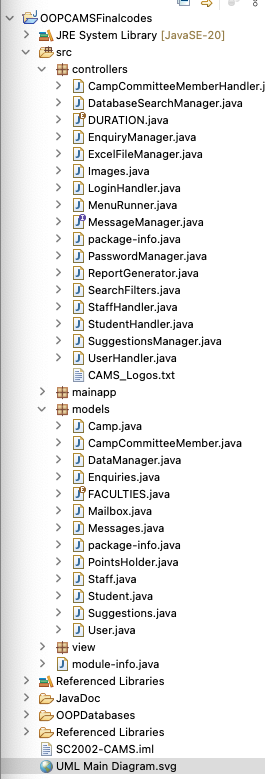 OOPCAMSFinalcodes
JRE System Library [JavaSE-20]
src
controllers
CampCommitteeMemberHandler.j
DatabaseSearchManager.java
DURATION.java
EnquiryManager.java
ExcelFileManager.java
Images.java
LoginHandler.java
MenuRunner.java
MessageManager.java
package-info.java
PasswordManager.java
ReportGenerator.java
SearchFilters.java
StaffHandler.java
StudentHandler.java
SuggestionsManager.java
UserHandler.java
CAMS_Logos.txt
mainapp
models
Camp.java
CampCommitteeMember.java
DataManager.java
Enquiries.java
FACULTIES.java
Mailbox.java
Messages.java
package-info.java
PointsHolder.java
Staff.java
Student.java
Suggestions.java
User.java
view
module-info.java
Referenced Libraries
JavaDoc
OOPDatabases
Referenced Libraries
SC2002-CAMS.iml
UML Main Diagram.svg